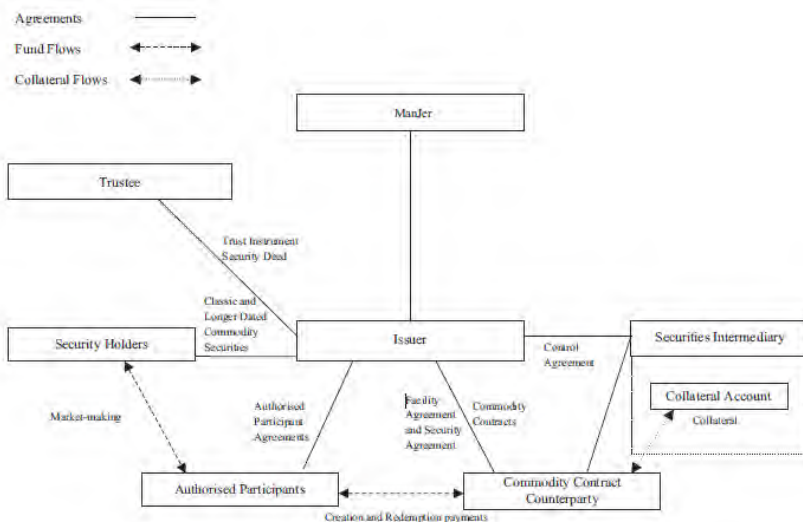 Agreements
Fund Flows
Collateral Flows
ManJer
Trustee
Trust Instrument
Security Deed
Classic and
Longer Dated
Commodity
Securities
Security Holders
Issuer
Control
Agreement
Securities Intermediary
Collateral Account
Collateral
Market-making
Authorised
Participant
Agreements
Facility
Agreement
and Security
Agreement
Commodity
Contracts
Authorised Participants
Commodity Contract
Counterparty
Creation and Redemption payments